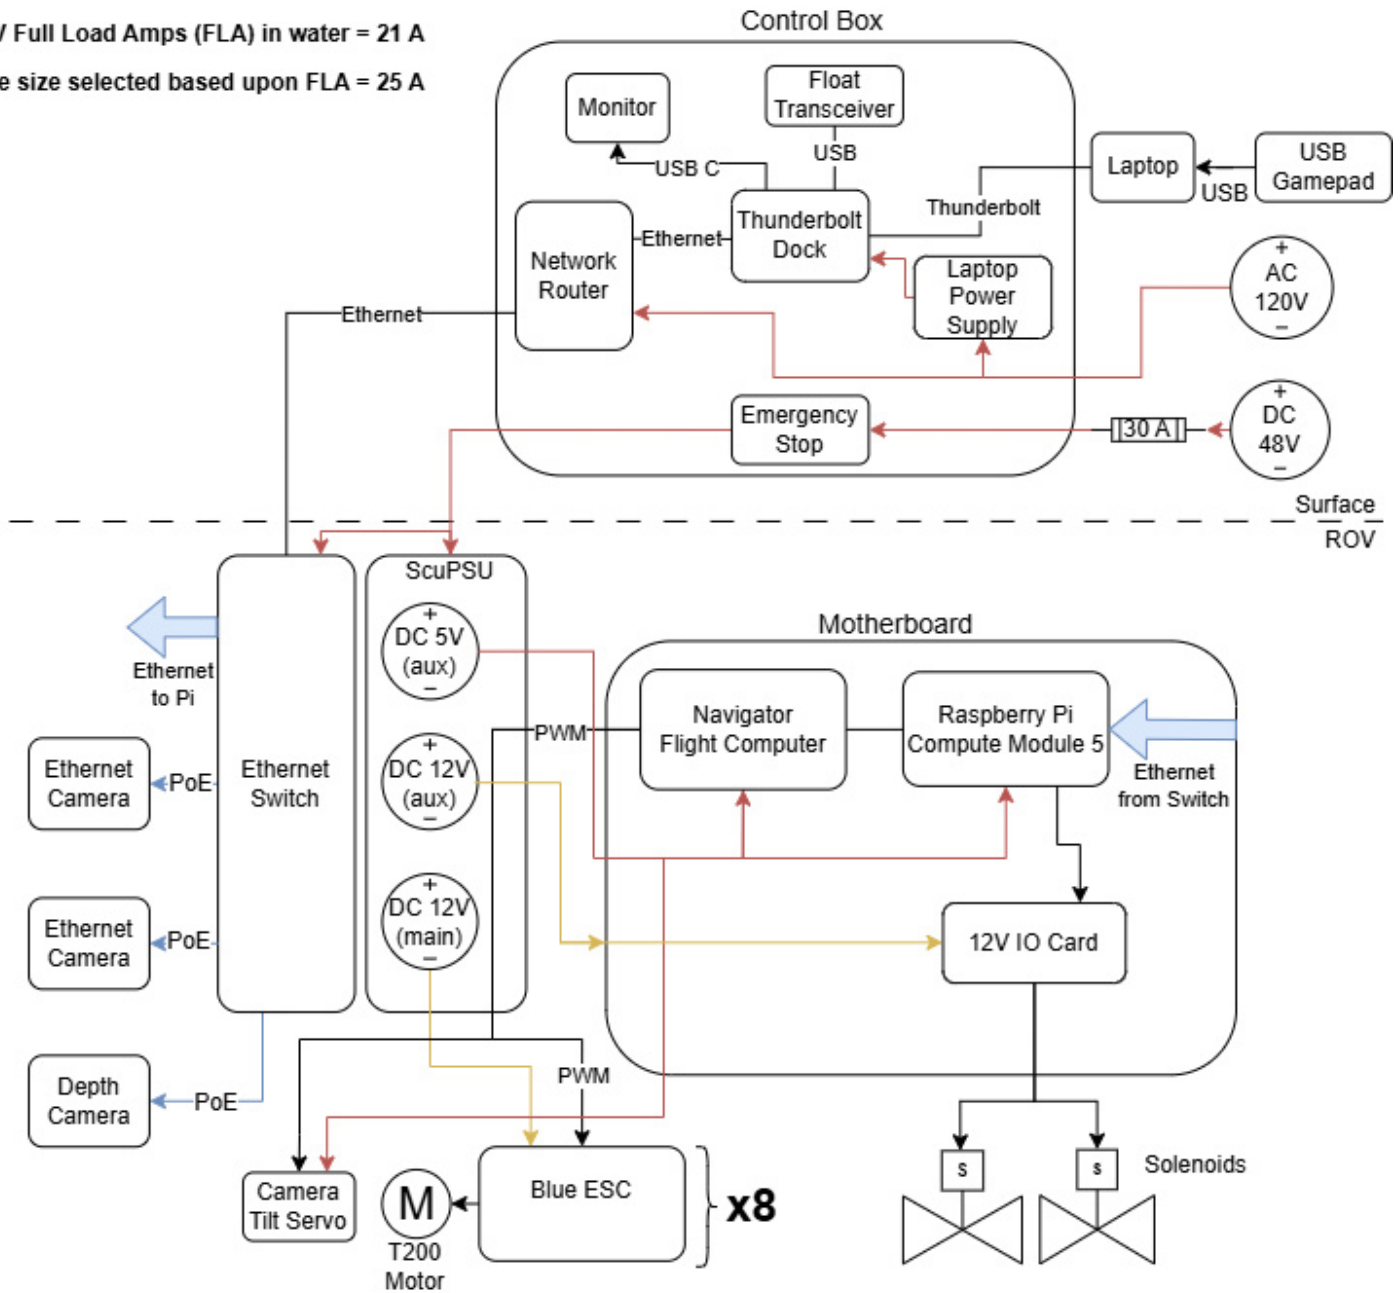 Full Load Amps (FLA) in water = 21 A
size selected based upon FLA = 25 A
Control Box
Monitor
Float
Transceiver
USB C
USB
Laptop
USB
Gamepad
USB
Thunderbolt
Thunderbolt
Dock
Ethernet
Network
Router
Laptop
Power
Supply
+
AC
120V
−
Ethernet
Emergency
Stop
30 A
+
DC
48V
−
Surface
ROV
ScuPSU
+
DC 5V
(aux)
−
Motherboard
Ethernet
to Pi
Navigator
Flight Computer
Raspberry Pi
Compute Module 5
PWM
Ethernet
from Switch
Ethernet
Camera
PoE
Ethernet
Switch
+
DC 12V
(aux)
−
+
DC 12V
(main)
−
Ethernet
Camera
PoE
12V IO Card
Depth
Camera
PoE
PWM
Camera
Tilt Servo
M
T200
Motor
Blue ESC
x8
s
s
Solenoids